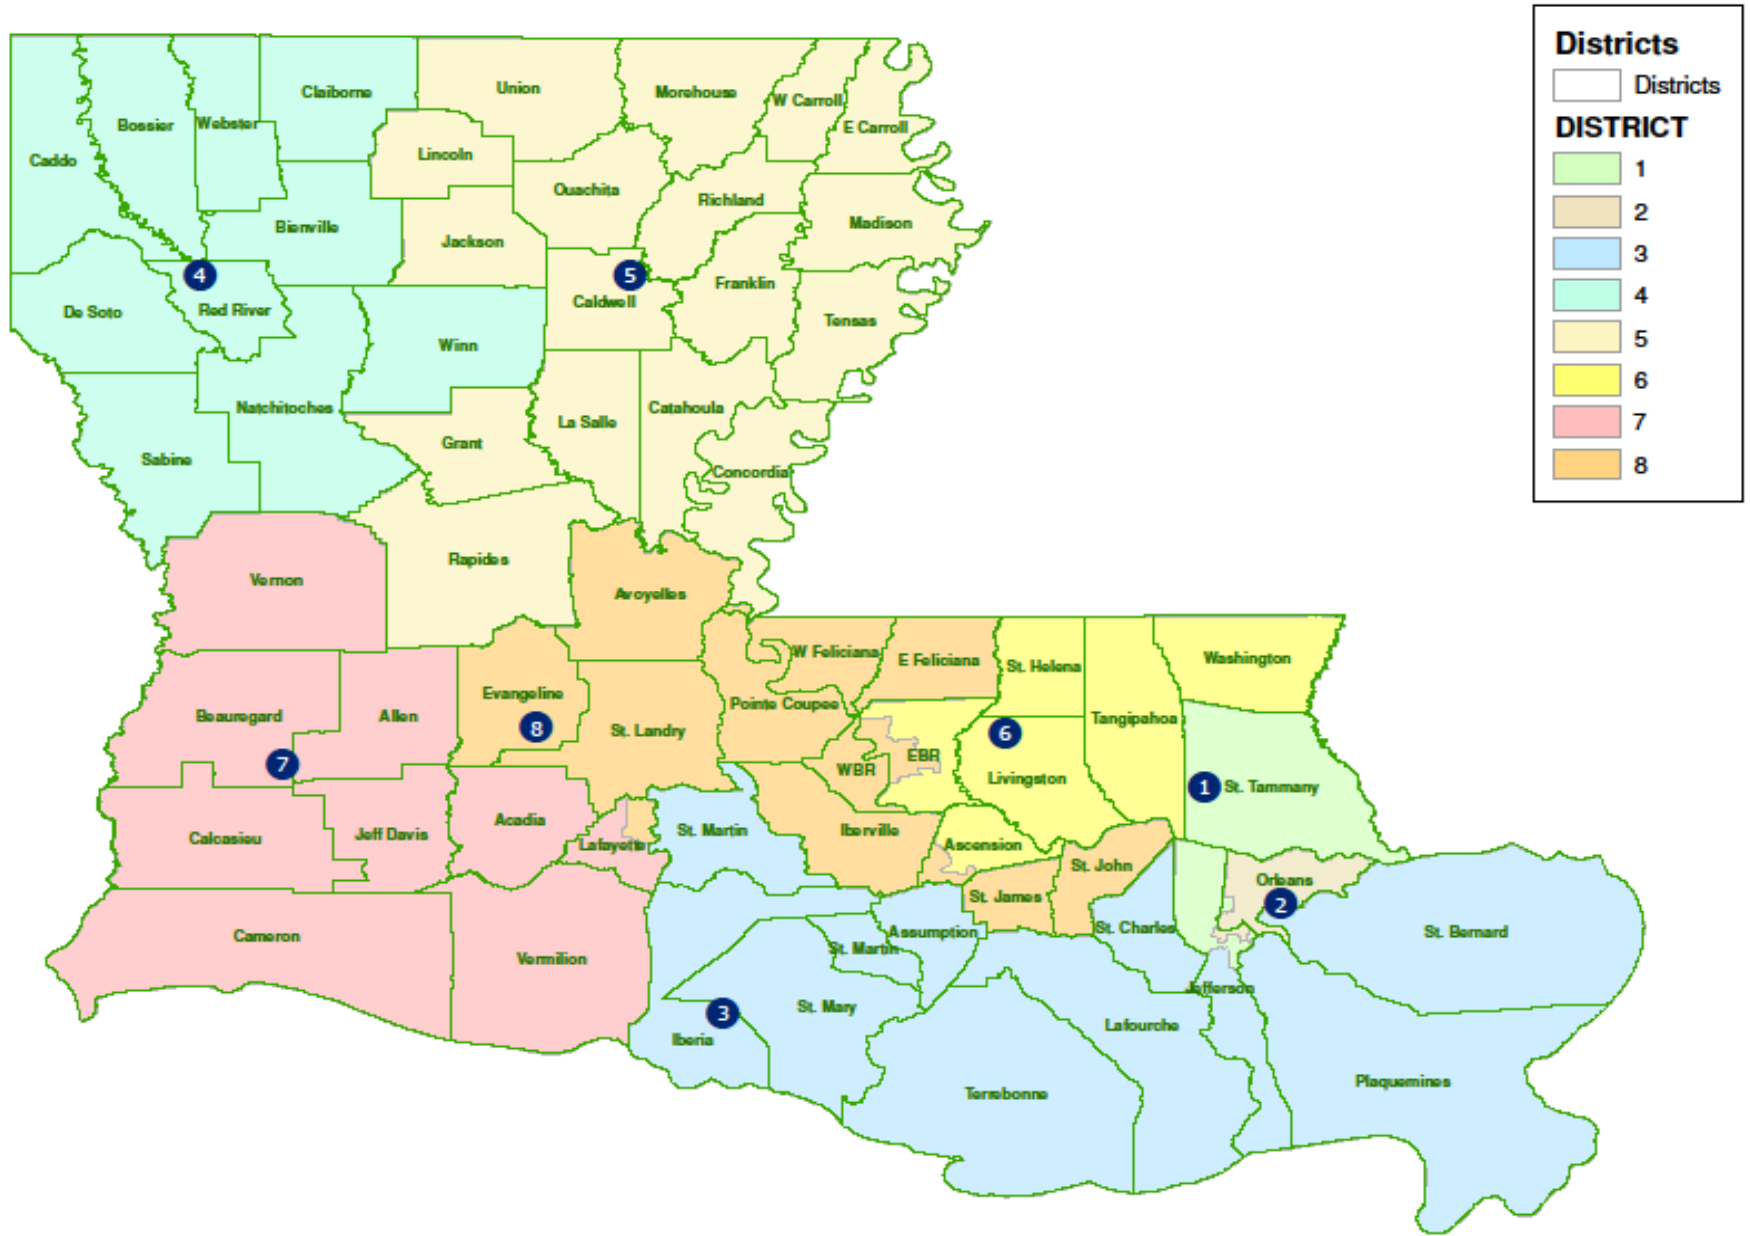 Districts
Districts
DISTRICT
1
2
3
4
5
6
7
8
Union
Morehouse
W Carroll
E Carroll
Claiborne
Bossier
Webster
Caddo
Lincoln
Ouachita
Richland
Madison
Bienville
Jackson
4
5
Franklin
Caldwell
De Soto
Red River
Tensas
Winn
Natchitoches
Catahoula
La Salle
Grant
Sabine
Concordia
Rapides
Vernon
Avoyelles
W Feliciana
E Feliciana
St. Helena
Washington
Evangeline
Pointe Coupee
Beauregard
Allen
8
St. Landry
6
Tangipahoa
7
EBR
WBR
Livingston
1
St. Tammany
Calcasieu
Jeff Davis
Acadia
Lafayette
St. Martin
Iberville
Ascension
St. John
Orleans
2
St. James
St. Charles
Assumption
St. Bernard
Cameron
Vermilion
St. Martin
Jefferson
3
St. Mary
Iberia
Lafourche
Terrebonne
Plaquemines